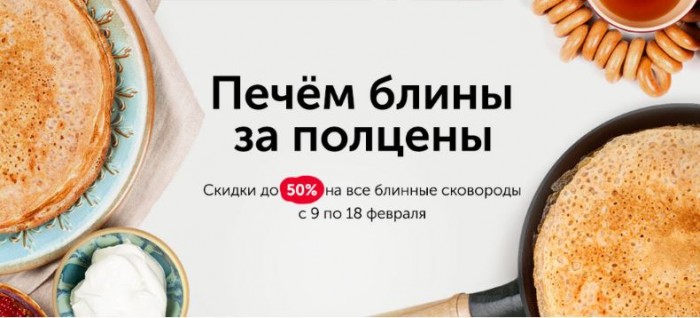 Печём блины
за полцены
Скидки до 50% на все блинные сковороды
с 9 по 18 февраля